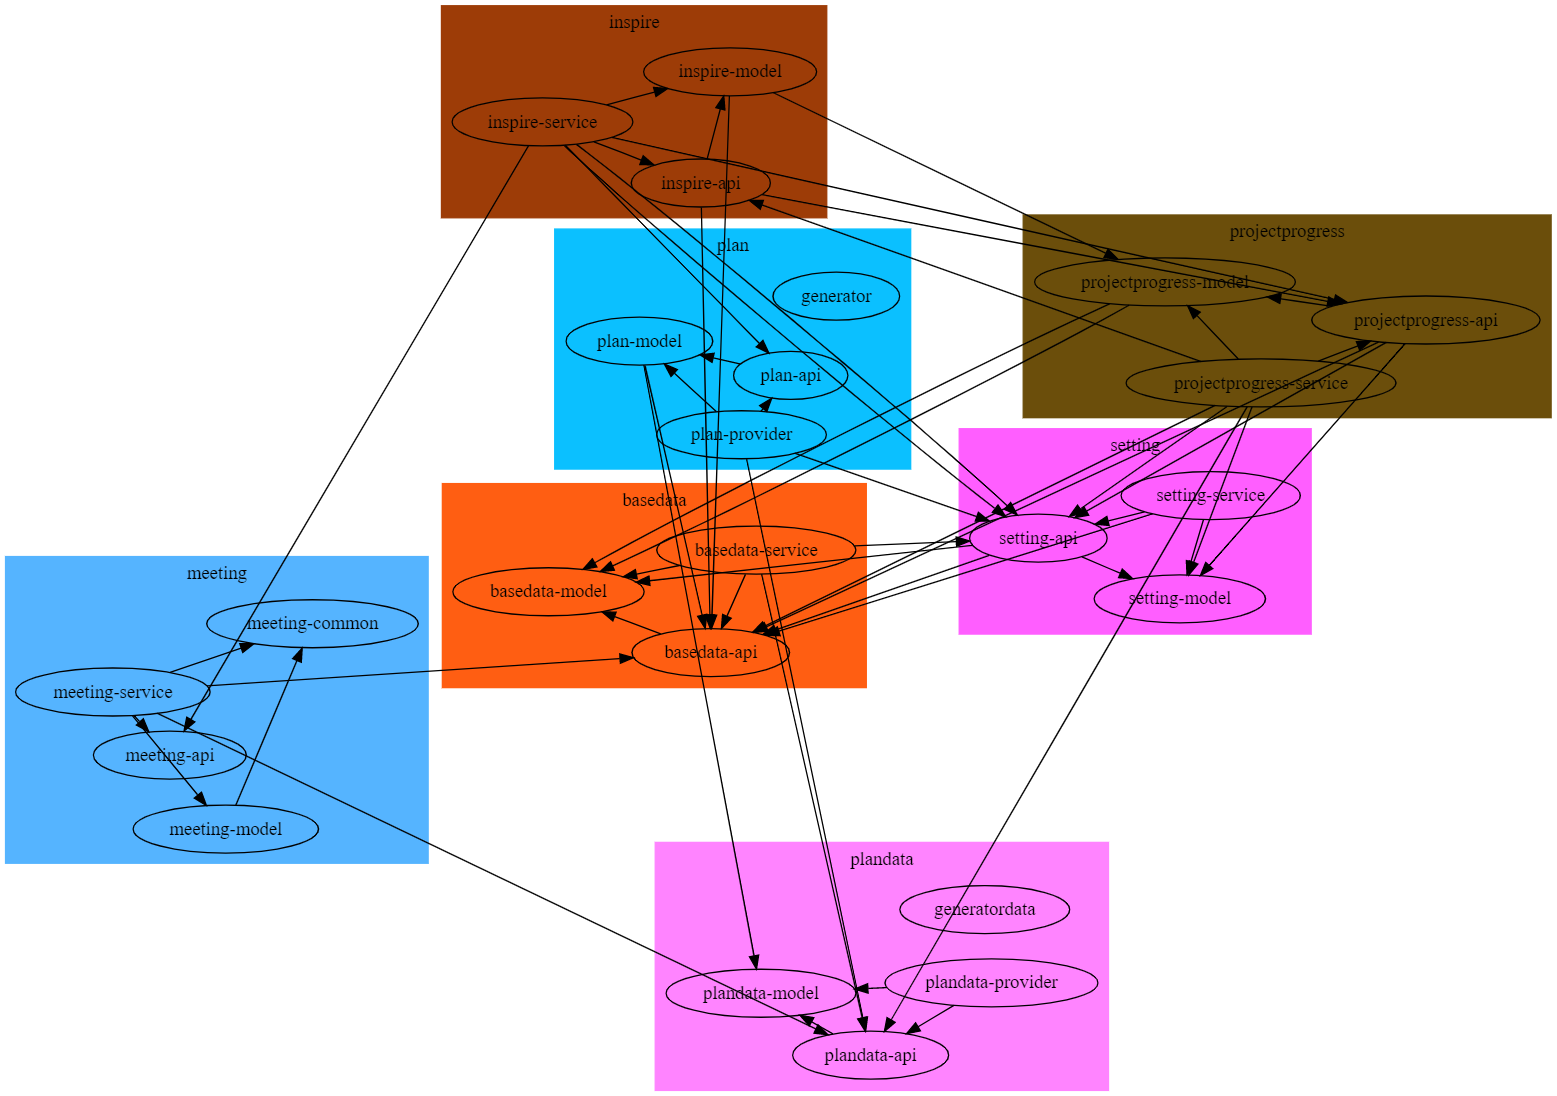 inspire
inspire-model
inspire-service
inspire-api
plan
generator
plan-model
plan-api
plan-provider
projectprogress
projectprogress-model
projectprogress-api
projectprogress-service
setting
setting-service
setting-api
setting-model
basedata
basedata-service
basedata-model
basedata-api
meeting
meeting-common
meeting-service
meeting-api
meeting-model
plandata
generatordata
plandata-provider
plandata-model
plandata-api